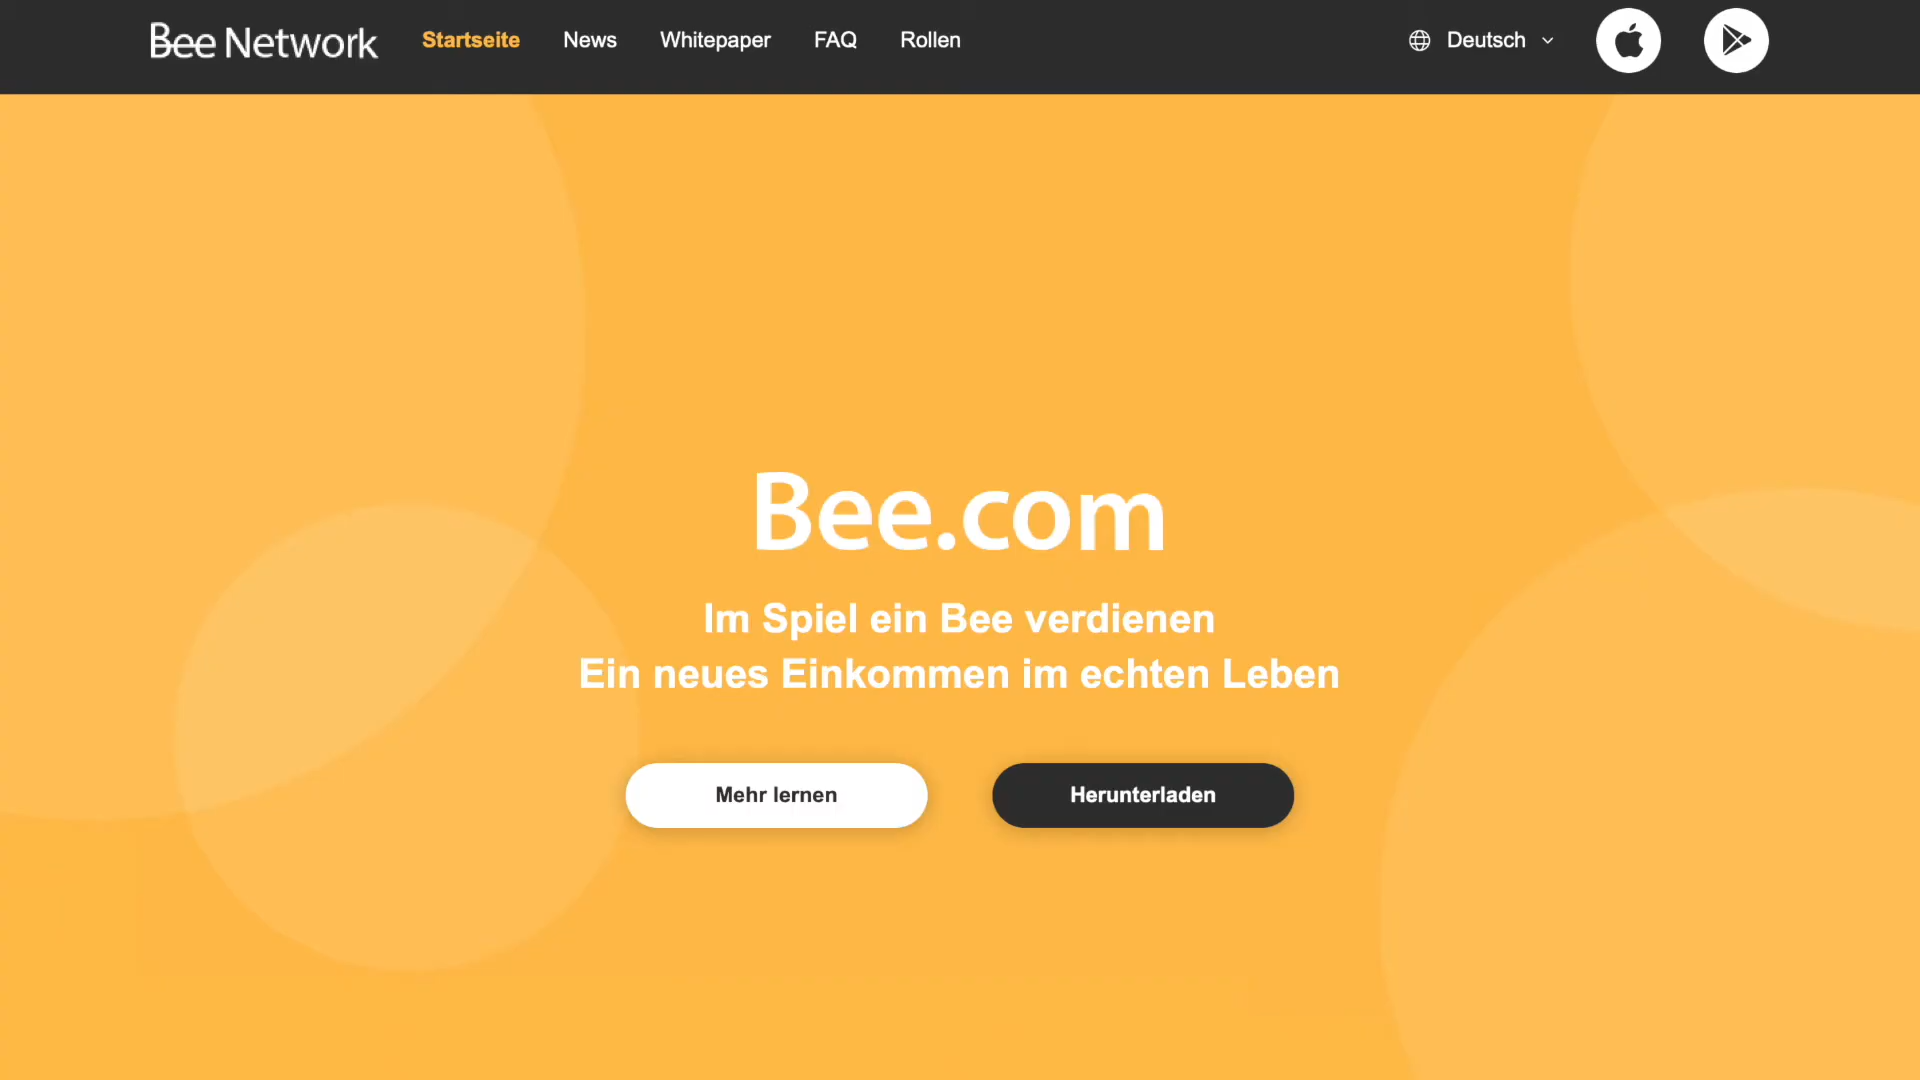 Bee Network
Startseite
News
Whitepaper
FAQ
Rollen
Deutsch
Bee.com
Im Spiel ein Bee verdienen
Ein neues Einkommen im echten Leben
Mehr lernen
Herunterladen